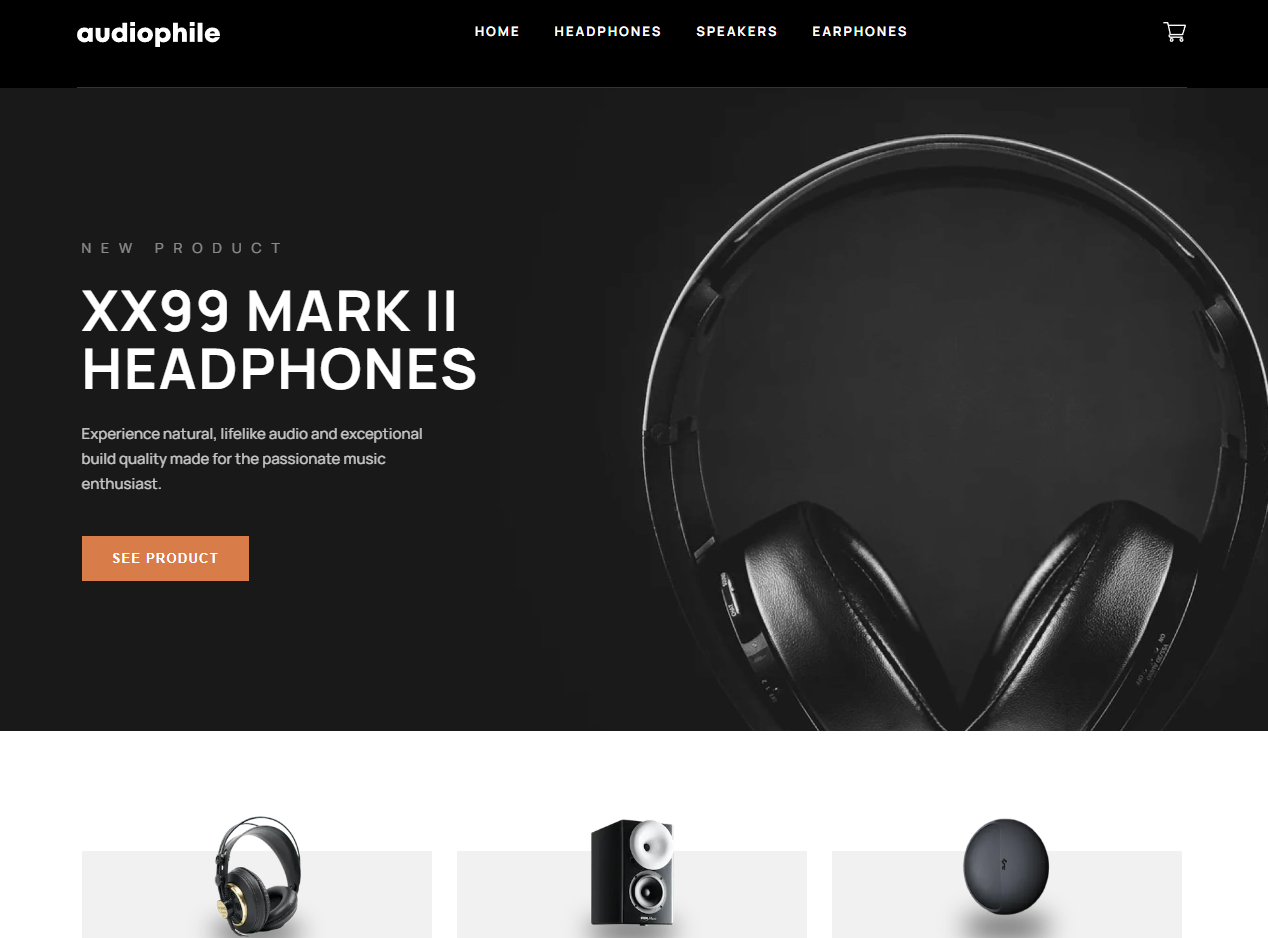 audiophile
HOME HEADPHONES SPEAKERS EARPHONES
NEW PRODUCT
XX99 MARK II
HEADPHONES
Experience natural, lifelike audio and exceptional
build quality made for the passionate music
enthusiast.
SEE PRODUCT